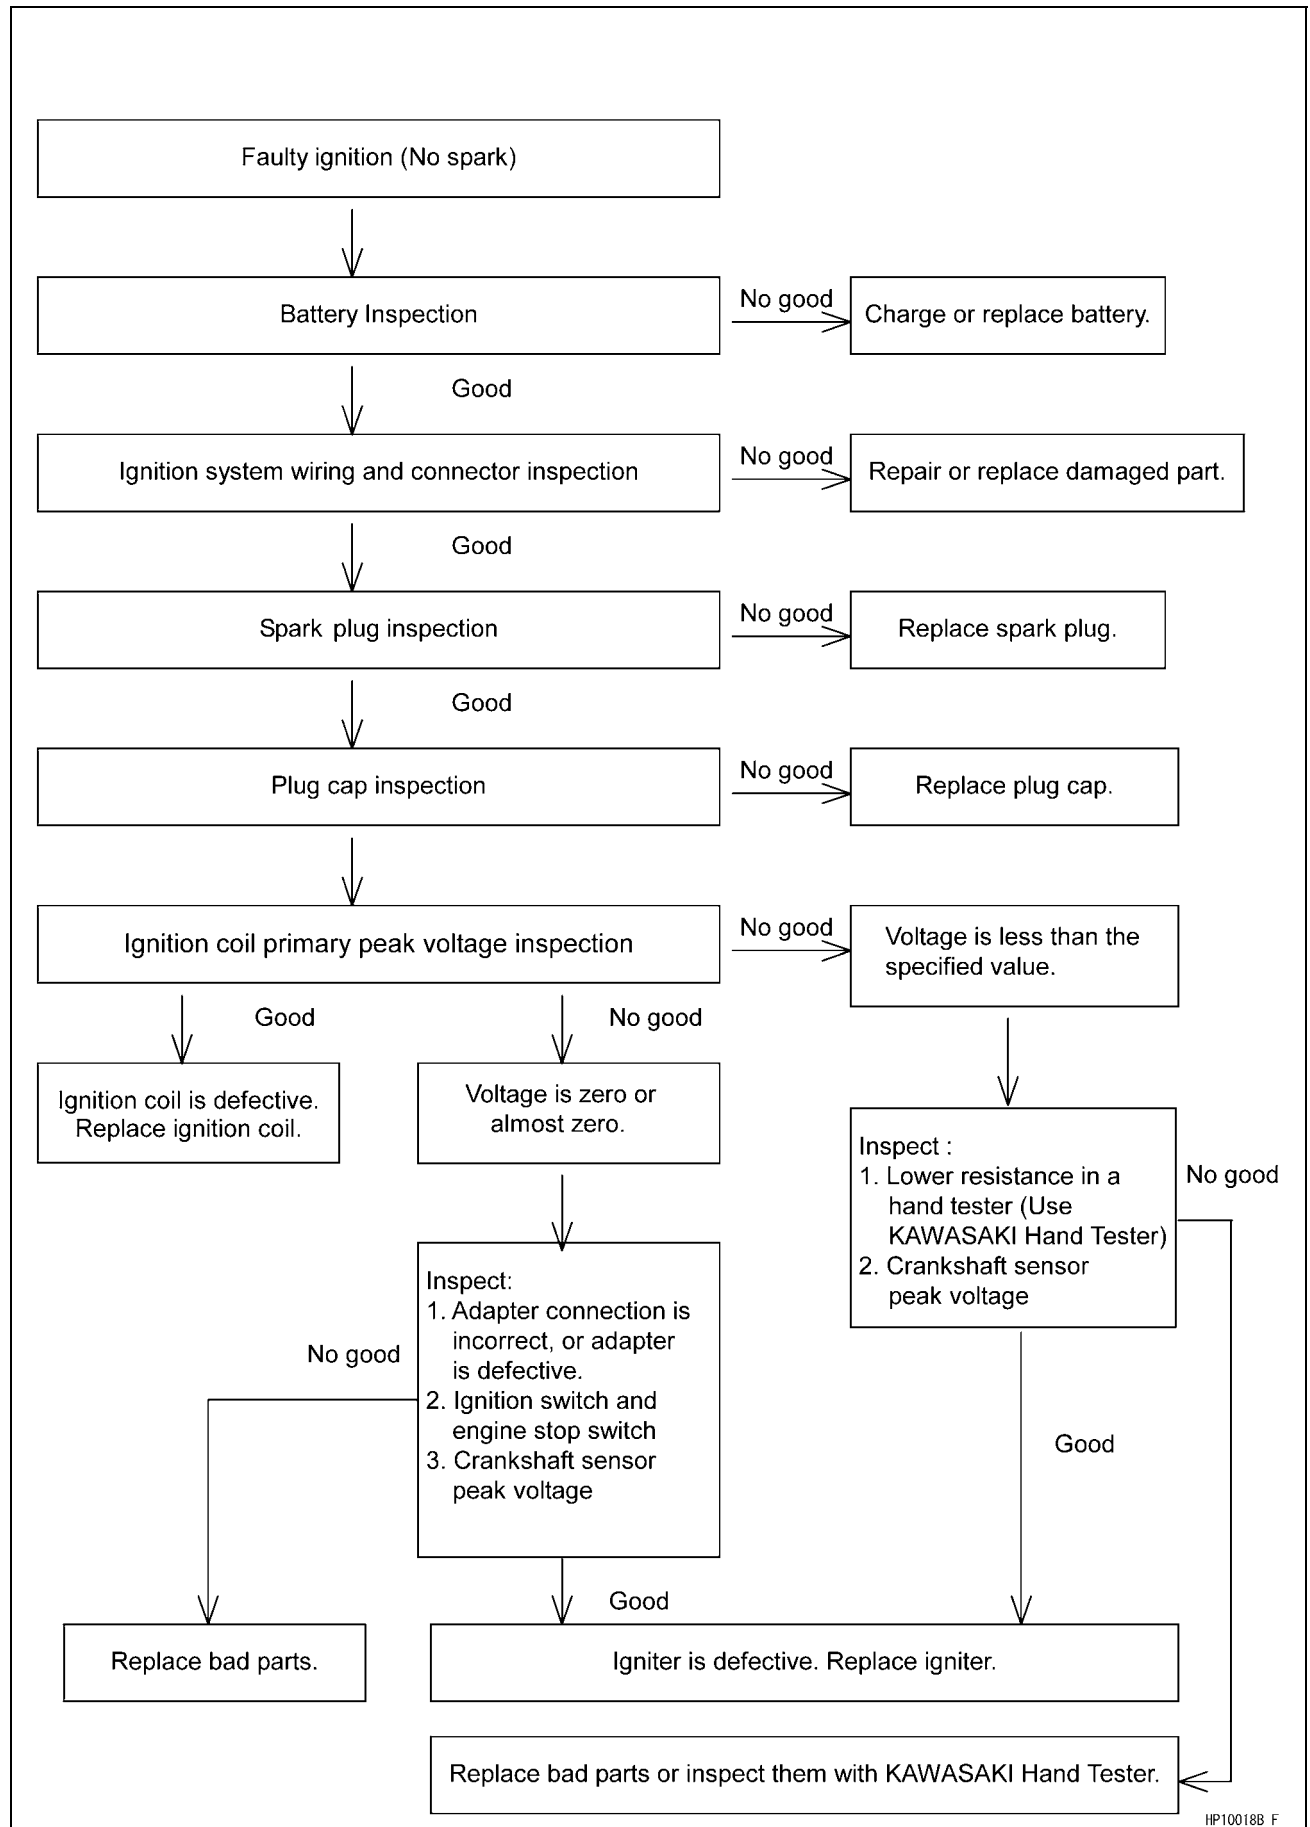 Faulty ignition (No spark)
Battery Inspection
No good
Charge or replace battery.
Good
Ignition system wiring and connector inspection
No good
Repair or replace damaged part.
Good
Spark plug inspection
No good
Replace spark plug.
Good
Plug cap inspection
No good
Replace plug cap.
Ignition coil primary peak voltage inspection
No good
Voltage is less than the
specified value.
Good
No good
Ignition coil is defective.
Replace ignition coil.
Voltage is zero or
almost zero.
Inspect :
1. Lower resistance in a
hand tester (Use
KAWASAKI Hand Tester)
2. Crankshaft sensor
peak voltage
No good
Inspect:
1. Adapter connection is
incorrect, or adapter
is defective.
2. Ignition switch and
engine stop switch
3. Crankshaft sensor
peak voltage
No good
Good
Good
Replace bad parts.
Igniter is defective. Replace igniter.
Replace bad parts or inspect them with KAWASAKI Hand Tester.
HP10018B F